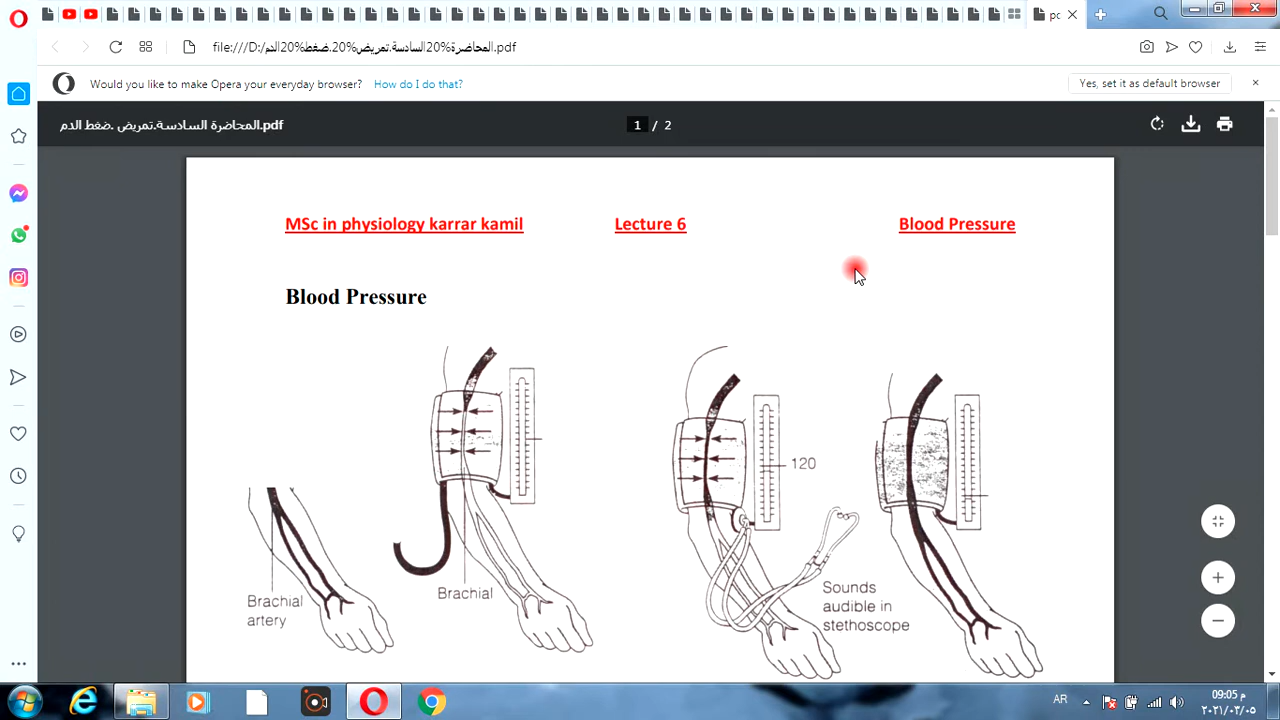 pc
file:///D:/المحاضرة%20السادسة.تمريض%20.ضغط%20الدم.pdf
Would you like to make Opera your everyday browser? How do I do that? Yes, set it as default browser
المحاضرة السادسة.تمريض .ضغط الدم.pdf
1 / 2
MSc in physiology karrar kamil Lecture 6 Blood Pressure
Blood Pressure
120
Brachial
artery
Brachial
Sounds
audible in
stethoscope
AR
09:05 م
٢٠٢١/٠٣/٠٥